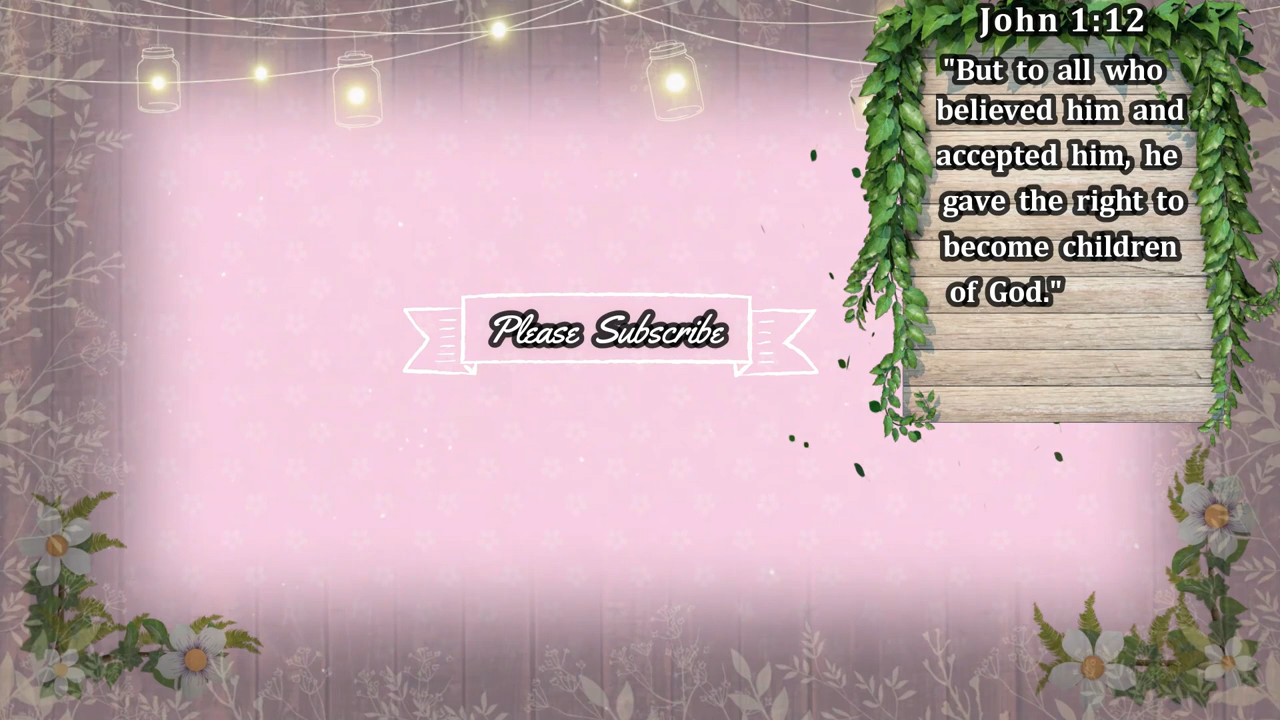 John 1:12
"But to all who
believed him and
accepted him, he
gave the right to
become children
of God."
Please Subscribe